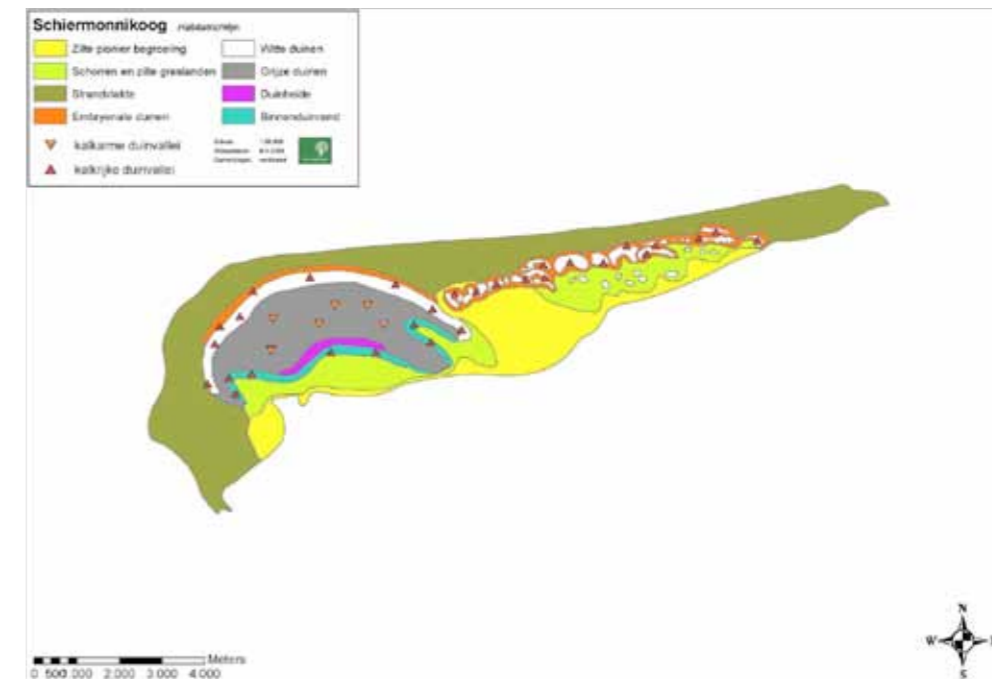 Schiermonnikoog
Zilte pionier begroeiing
Witte duinen
Schorren en zilte graslanden
Grijze duinen
Strandvlakte
Duinheide
Embryonale duinen
Binnenduinrand
kalkarme duinvallei
kalkrijke duinvallei
N
W
S
Meters
0 500 1.000 2.000 3.000 4.000